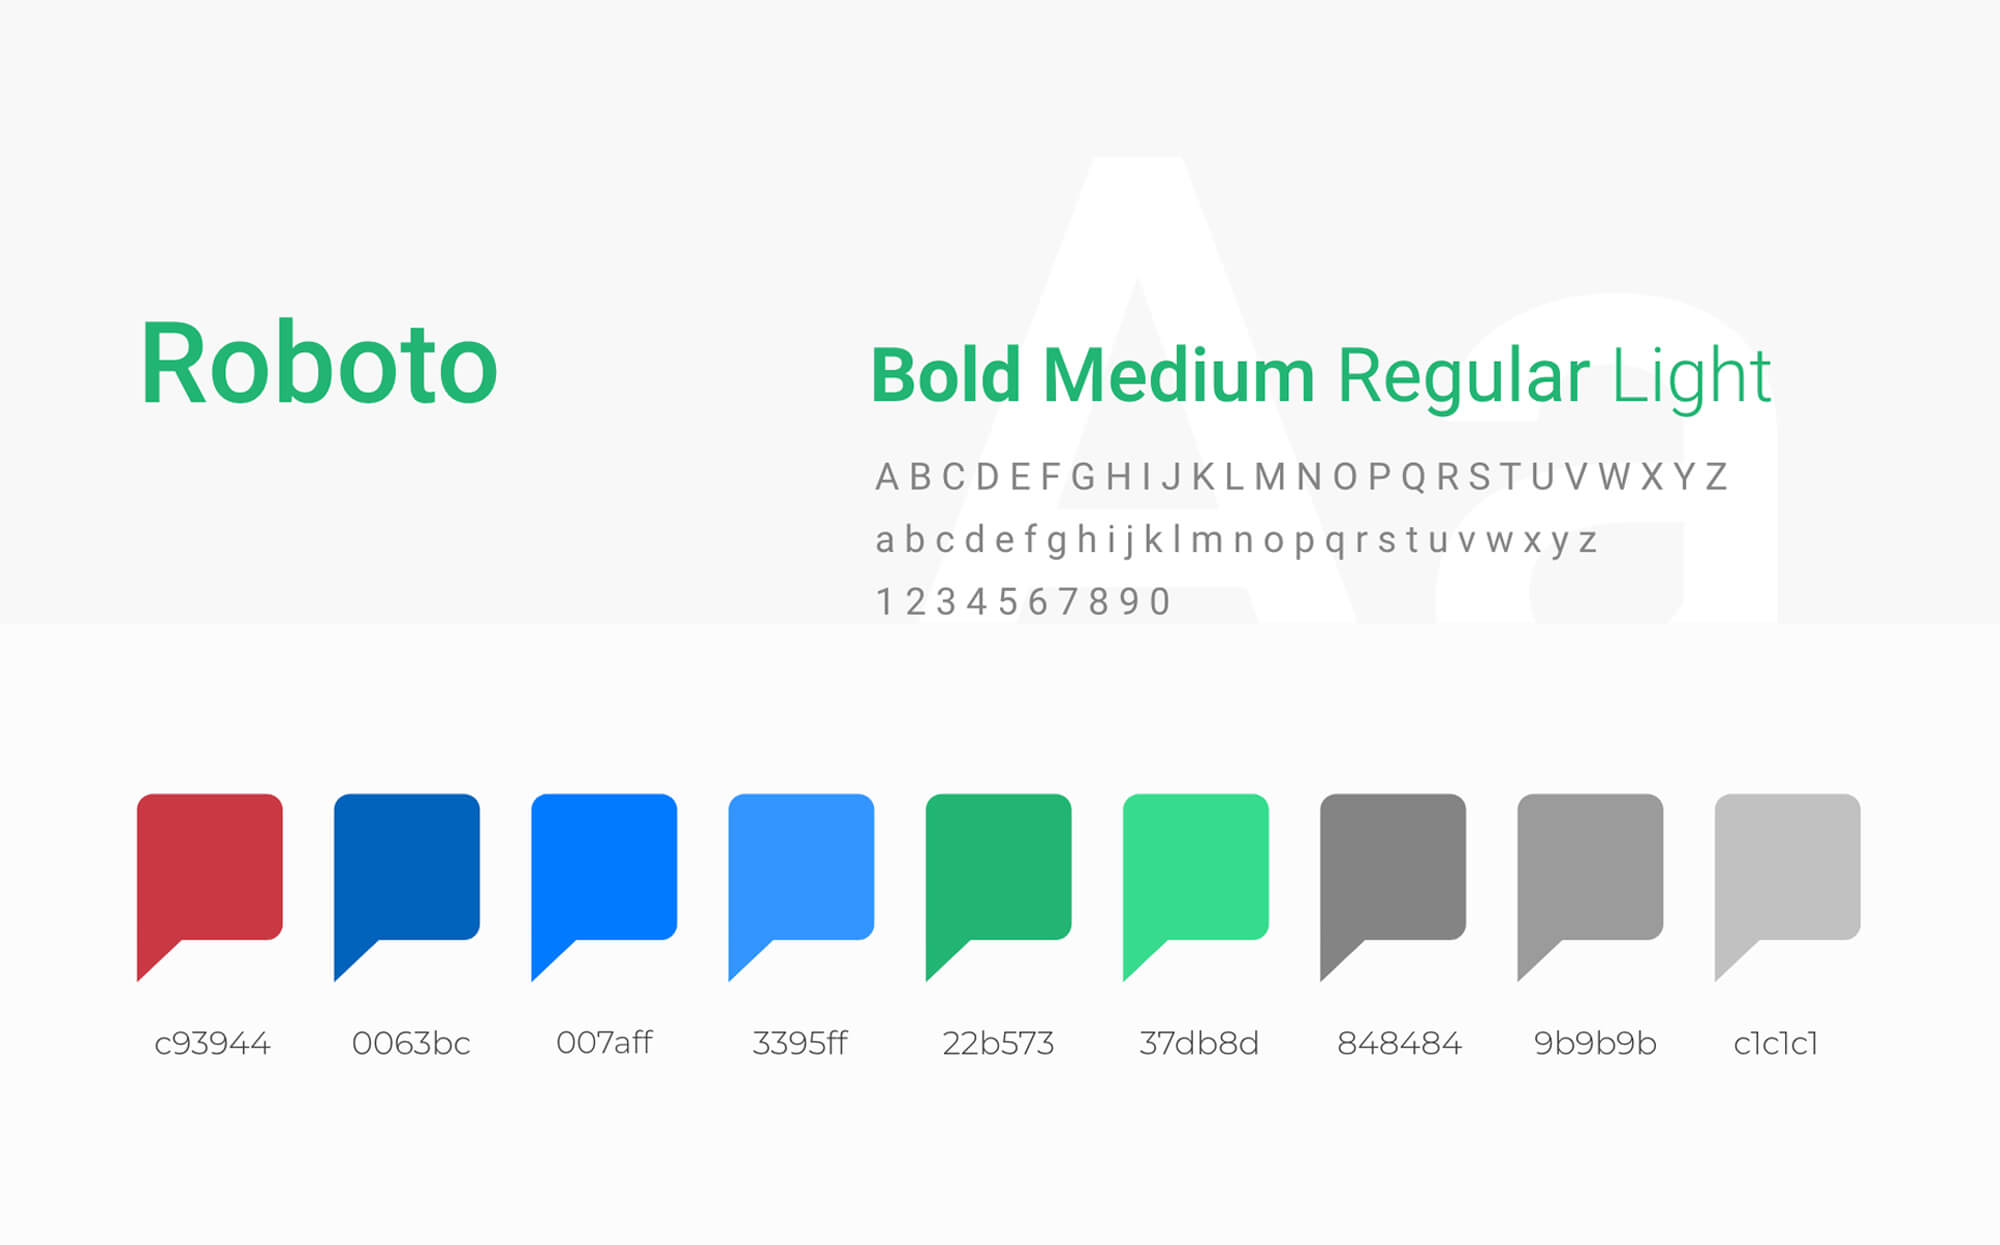 Aa
Roboto
Bold Medium Regular Light
A B C D E F G H I J K L M N O P Q R S T U V W X Y Z
a b c d e f g h i j k l m n o p q r s t u v w x y z
1 2 3 4 5 6 7 8 9 0
c93944 0063bc 007aff 3395ff 22b573 37db8d 848484 9b9b9b c1c1c1